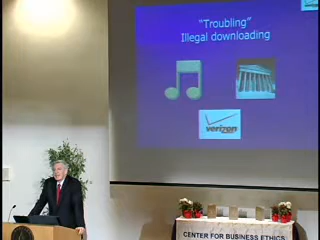 "Troubling"
Illegal downloading
verizon
CENTER FOR BUSINESS ETHICS